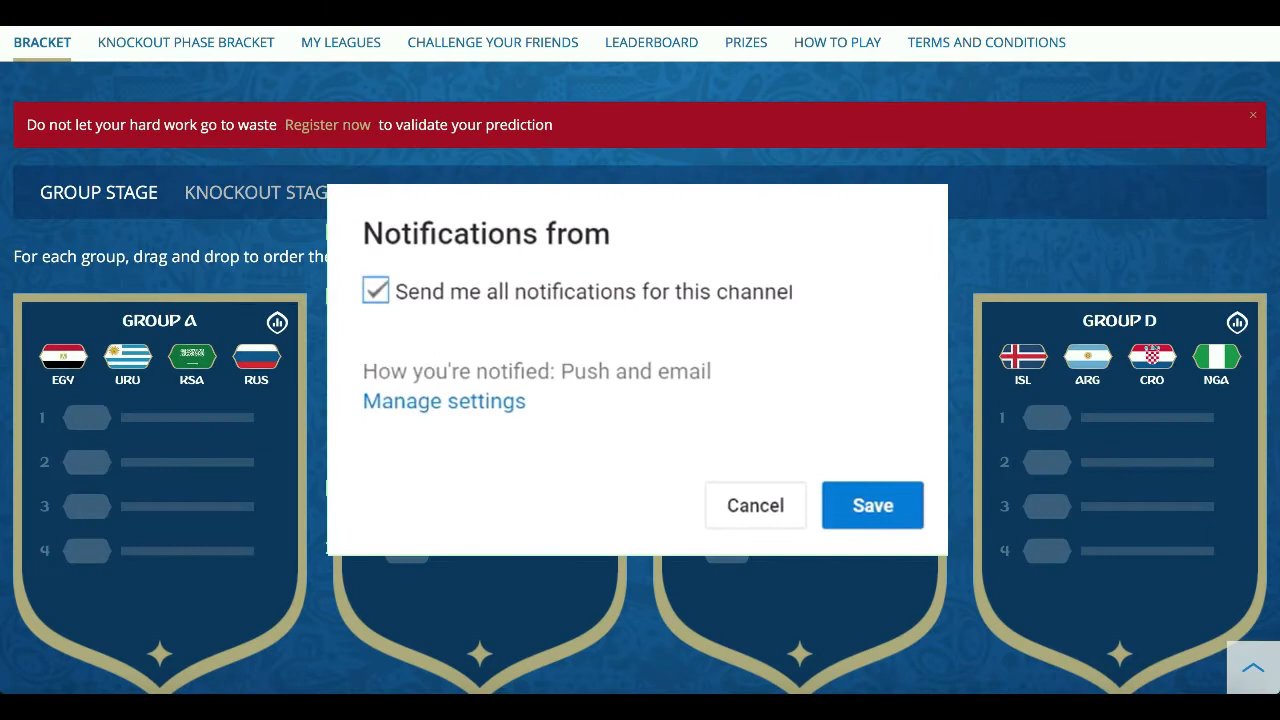 BRACKET KNOCKOUT PHASE BRACKET MY LEAGUES CHALLENGE YOUR FRIENDS LEADERBOARD PRIZES HOW TO PLAY TERMS AND CONDITIONS
Do not let your hard work go to waste Register now to validate your prediction ×
GROUP STAGE KNOCKOUT STAG
For each group, drag and drop to order the
Notifications from
Send me all notifications for this channel
How you're notified: Push and email
Manage settings
Cancel Save
GROUP A
EGY URU KSA RUS
1
2
3
4
GROUP D
ISL ARG CRO NGA
1
2
3
4